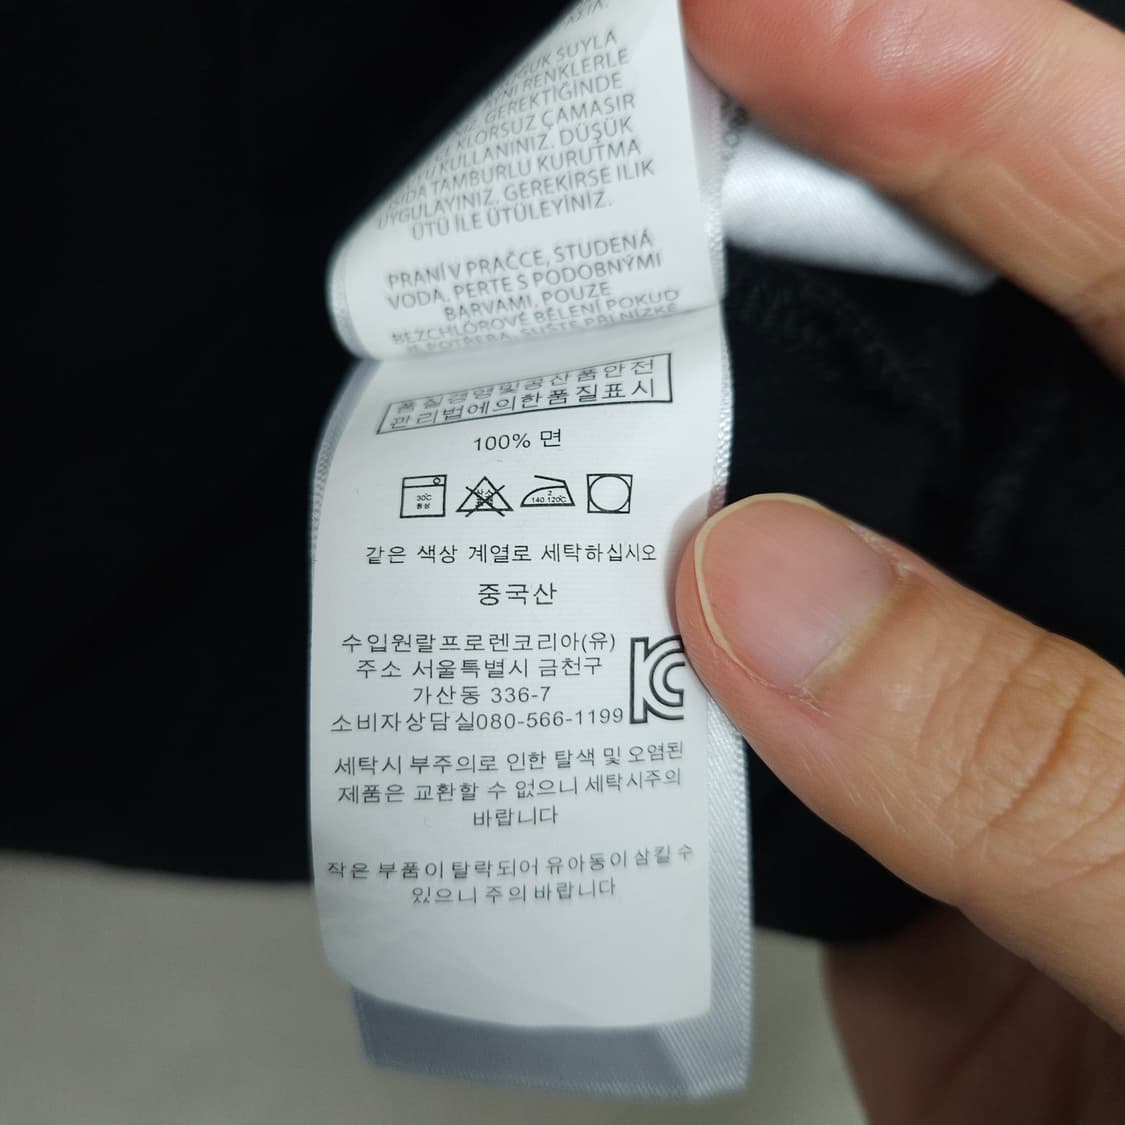 SUYLA
RENKLERLE
GEREKTİĞİNDE
KLORSUZ ÇAMAŞIR
KULLANINIZ. DÜŞÜK
TAMBURLU KURUTMA
UYGULAYINIZ. GEREKİRSE ILIK
ÜTÜ İLE ÜTÜLEYİNİZ.
PRANÍ V PRAČCE, STUDENÁ
VODA. PERTE S PODOBNÝMI
BARVAMI. POUZE
BEZCHLÓROVÉ BĚLENÍ POKUD
품질경영및공산품안전
관리법에의한품질표시
100% 면
30℃
중성
2
140 120℃
같은 색상 계열로 세탁하십시오
중국산
수입원랄프로렌코리아(유)
주소 서울특별시 금천구
가산동 336-7
소비자상담실080-566-1199
세탁시 부주의로 인한 탈색 및 오염된
제품은 교환할 수 없으니 세탁시주의
바랍니다
작은 부품이 탈락되어 유아동이 삼킬 수
있으니 주의 바랍니다